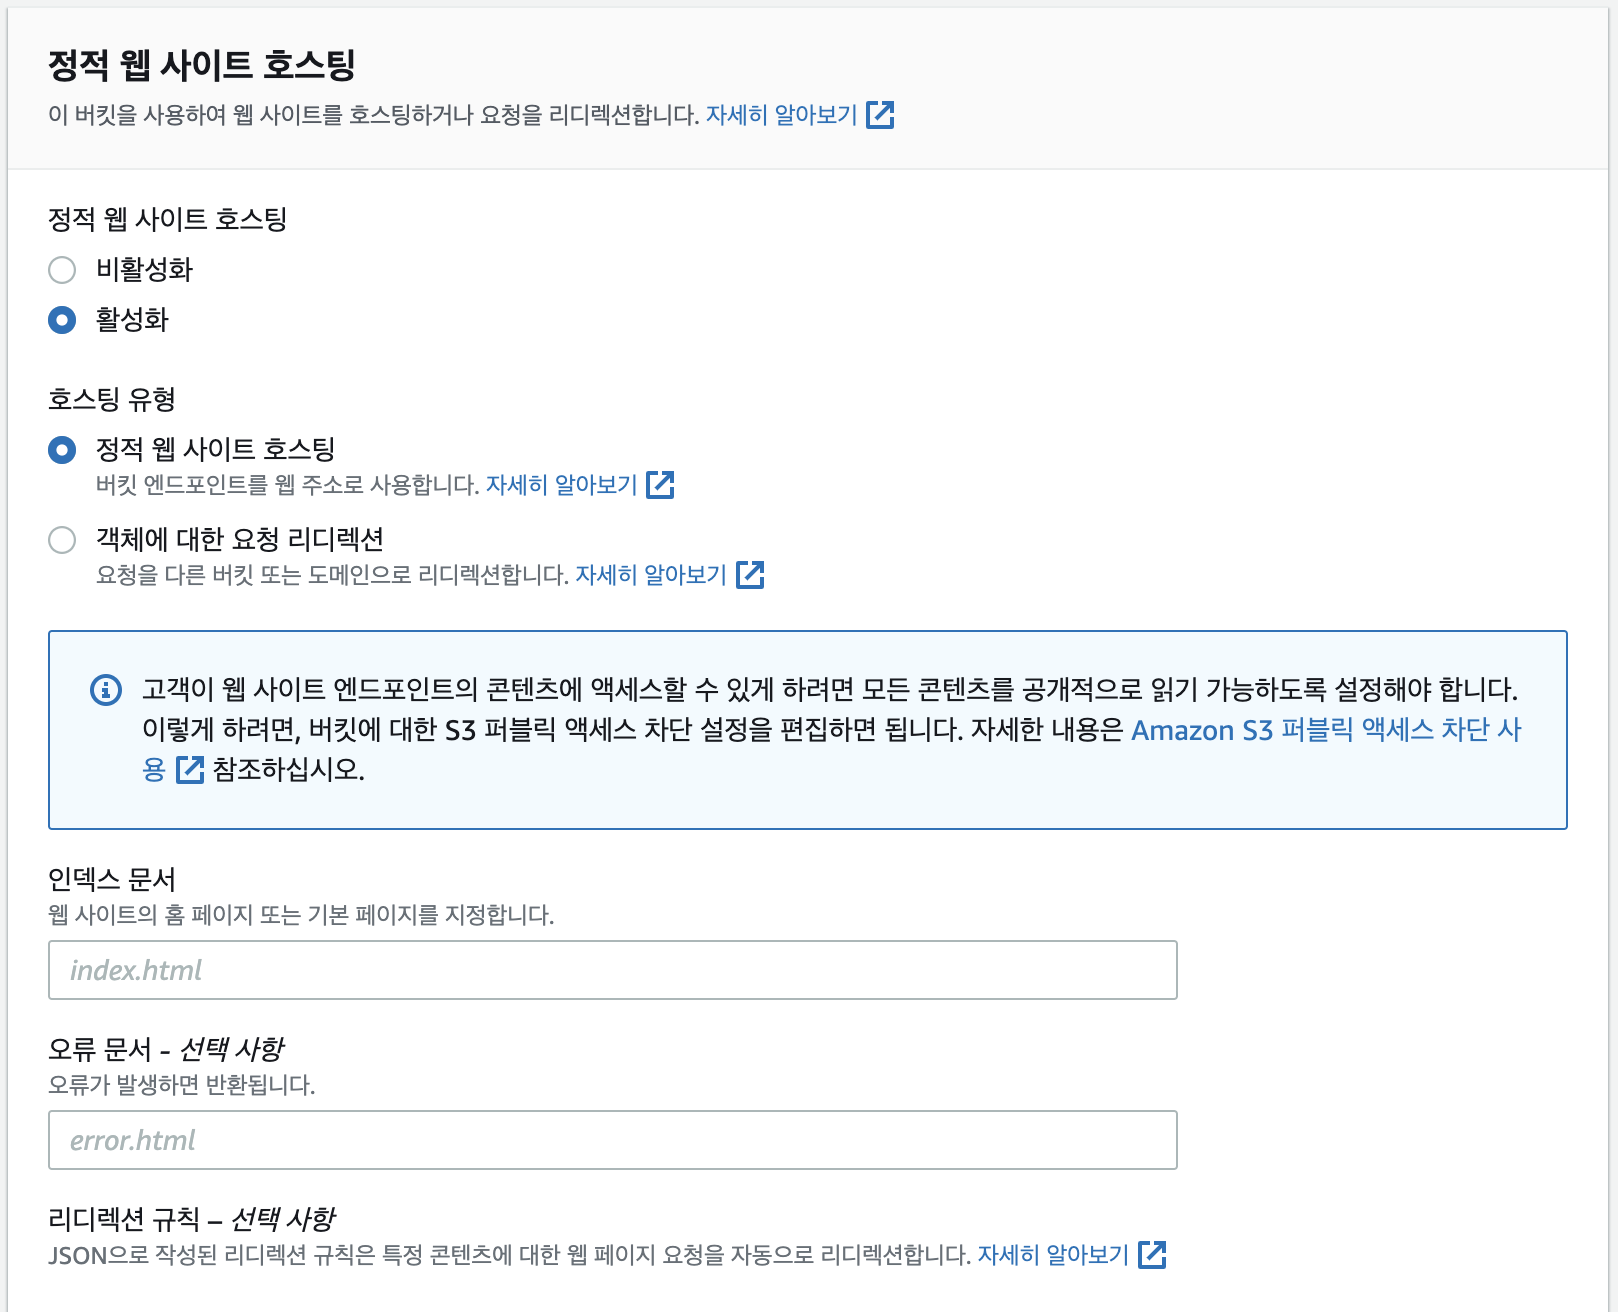 정적 웹 사이트 호스팅
이 버킷을 사용하여 웹 사이트를 호스팅하거나 요청을 리디렉션합니다. 자세히 알아보기
정적 웹 사이트 호스팅
비활성화
활성화
호스팅 유형
정적 웹 사이트 호스팅
버킷 엔드포인트를 웹 주소로 사용합니다. 자세히 알아보기
객체에 대한 요청 리디렉션
요청을 다른 버킷 또는 도메인으로 리디렉션합니다. 자세히 알아보기
고객이 웹 사이트 엔드포인트의 콘텐츠에 액세스할 수 있게 하려면 모든 콘텐츠를 공개적으로 읽기 가능하도록 설정해야 합니다.
이렇게 하려면, 버킷에 대한 S3 퍼블릭 액세스 차단 설정을 편집하면 됩니다. 자세한 내용은 Amazon S3 퍼블릭 액세스 차단 사
용 참조하십시오.
인덱스 문서
웹 사이트의 홈 페이지 또는 기본 페이지를 지정합니다.
index.html
오류 문서 - 선택 사항
오류가 발생하면 반환됩니다.
error.html
리디렉션 규칙 – 선택 사항
JSON으로 작성된 리디렉션 규칙은 특정 콘텐츠에 대한 웹 페이지 요청을 자동으로 리디렉션합니다. 자세히 알아보기